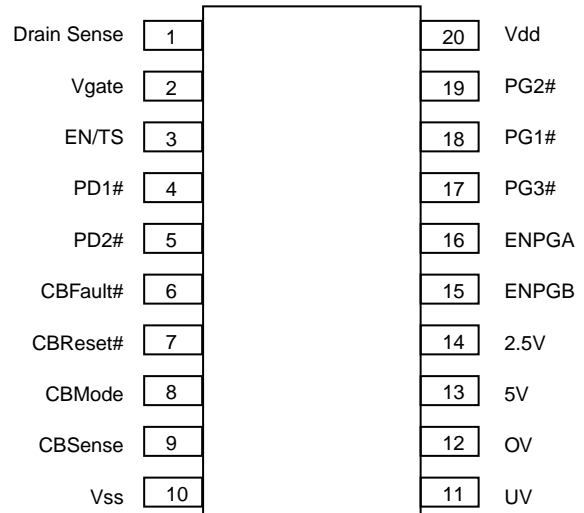 Drain Sense 1 20 Vdd
Vgate 2 19 PG2#
EN/TS 3 18 PG1#
PD1# 4 17 PG3#
PD2# 5 16 ENPGA
CBFault# 6 15 ENPGB
CBReset# 7 14 2.5V
CBMode 8 13 5V
CBSense 9 12 OV
Vss 10 11 UV